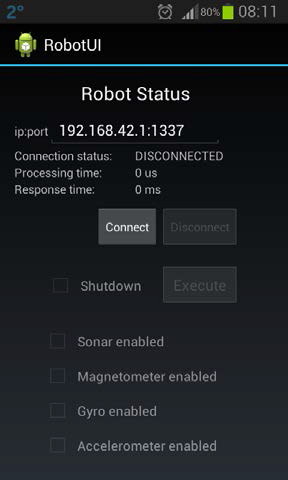 2° 80% 08:11
RobotUI
Robot Status
ip:port 192.168.42.1:1337
Connection status: DISCONNECTED
Processing time: 0 us
Response time: 0 ms
Connect Disconnect
Shutdown Execute
Sonar enabled
Magnetometer enabled
Gyro enabled
Accelerometer enabled